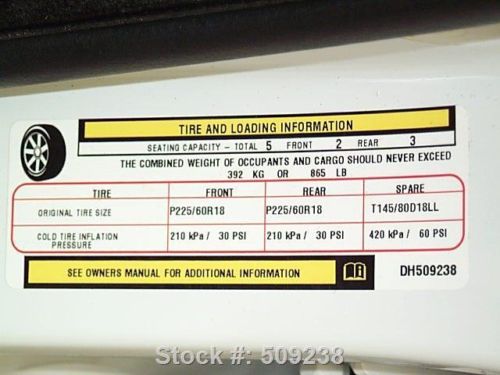 TIRE AND LOADING INFORMATION
SEATING CAPACITY - TOTAL 5 FRONT 2 REAR 3
THE COMBINED WEIGHT OF OCCUPANTS AND CARGO SHOULD NEVER EXCEED
392 KG OR 865 LB
TIRE FRONT REAR SPARE
ORIGINAL TIRE SIZE P225/60R18 P225/60R18 T145/80D18LL
COLD TIRE INFLATION PRESSURE 210 kPa / 30 PSI 210 kPa / 30 PSI 420 kPa / 60 PSI
SEE OWNERS MANUAL FOR ADDITIONAL INFORMATION DH509238
Stock #: 509238